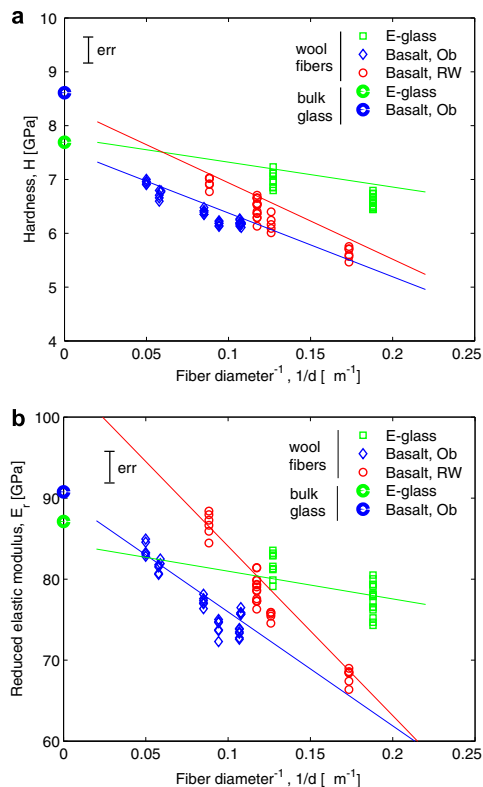 a
10
9
8
7
6
5
4
Hardness, H [GPa]
err
wool
fibers
E-glass
Basalt, Ob
Basalt, RW
bulk
glass
E-glass
Basalt, Ob
0
0.05
0.1
0.15
0.2
0.25
Fiber diameter-1 , 1/d [ m-1]
b
100
90
80
70
60
Reduced elastic modulus, Er [GPa]
err
wool
fibers
E-glass
Basalt, Ob
Basalt, RW
bulk
glass
E-glass
Basalt, Ob
0
0.05
0.1
0.15
0.2
0.25
Fiber diameter-1 , 1/d [ m-1]